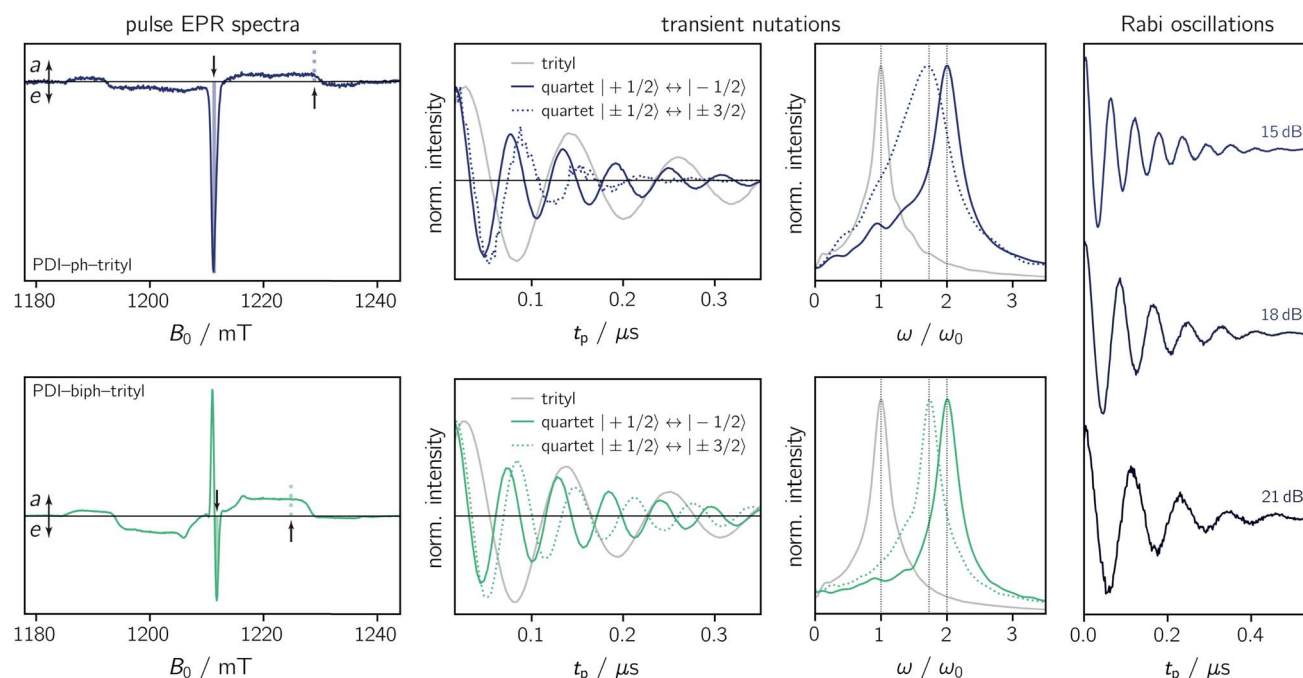 pulse EPR spectra
transient nutations
Rabi oscillations
a
e
PDI–ph–trityl
1180 1200 1220 1240
B₀ / mT
norm. intensity
trityl
quartet | + 1/2⟩ ↔ | − 1/2⟩
quartet | ± 1/2⟩ ↔ | ± 3/2⟩
0.1 0.2 0.3
tₚ / μs
norm. intensity
0 1 2 3
ω / ω₀
15 dB
18 dB
21 dB
0.0 0.2 0.4
tₚ / μs
PDI–biph–trityl
a
e
1180 1200 1220 1240
B₀ / mT
norm. intensity
trityl
quartet | + 1/2⟩ ↔ | − 1/2⟩
quartet | ± 1/2⟩ ↔ | ± 3/2⟩
0.1 0.2 0.3
tₚ / μs
norm. intensity
0 1 2 3
ω / ω₀